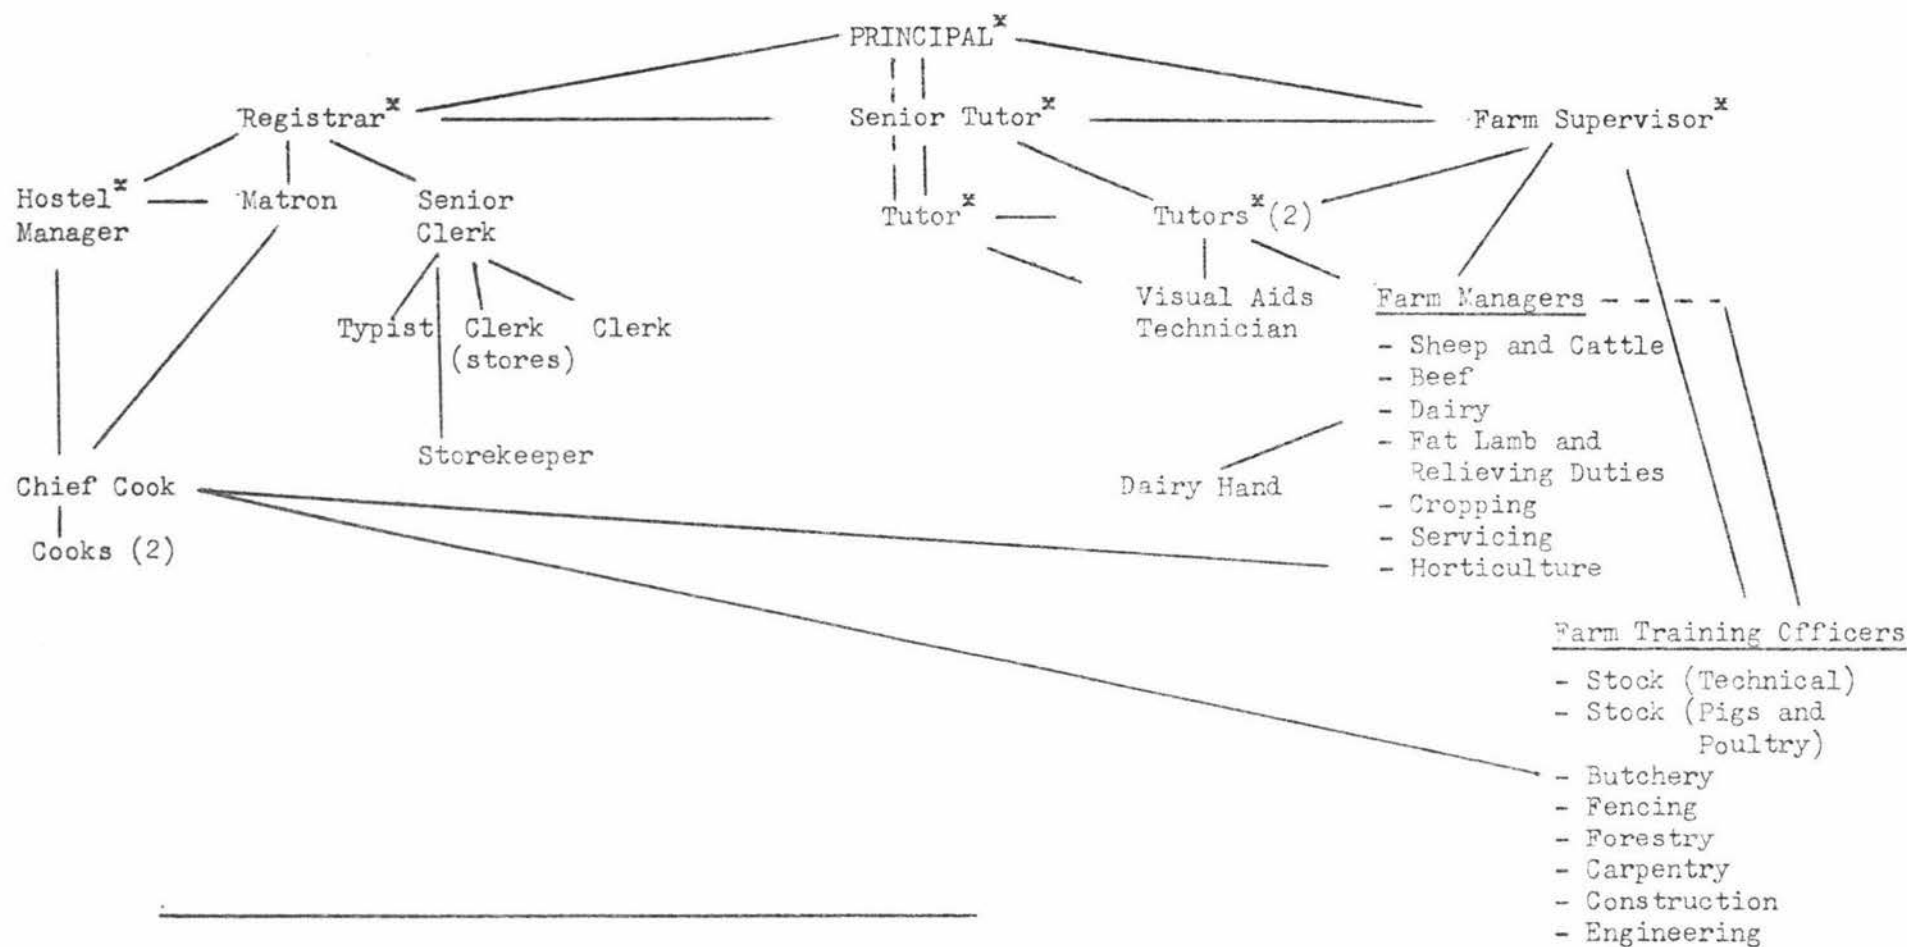 PRINCIPAL*
Registrar*
Senior Tutor*
Farm Supervisor*
Hostel*
Manager
Matron
Senior
Clerk
Tutor*
Tutors* (2)
Typist
Clerk
(stores)
Clerk
Visual Aids
Technician
Farm Managers
- Sheep and Cattle
- Beef
- Dairy
- Fat Lamb and
Relieving Duties
- Cropping
- Servicing
- Horticulture
Storekeeper
Dairy Hand
Chief Cook
Cooks (2)
Farm Training Officers
- Stock (Technical)
- Stock (Pigs and
Poultry)
- Butchery
- Fencing
- Forestry
- Carpentry
- Construction
- Engineering